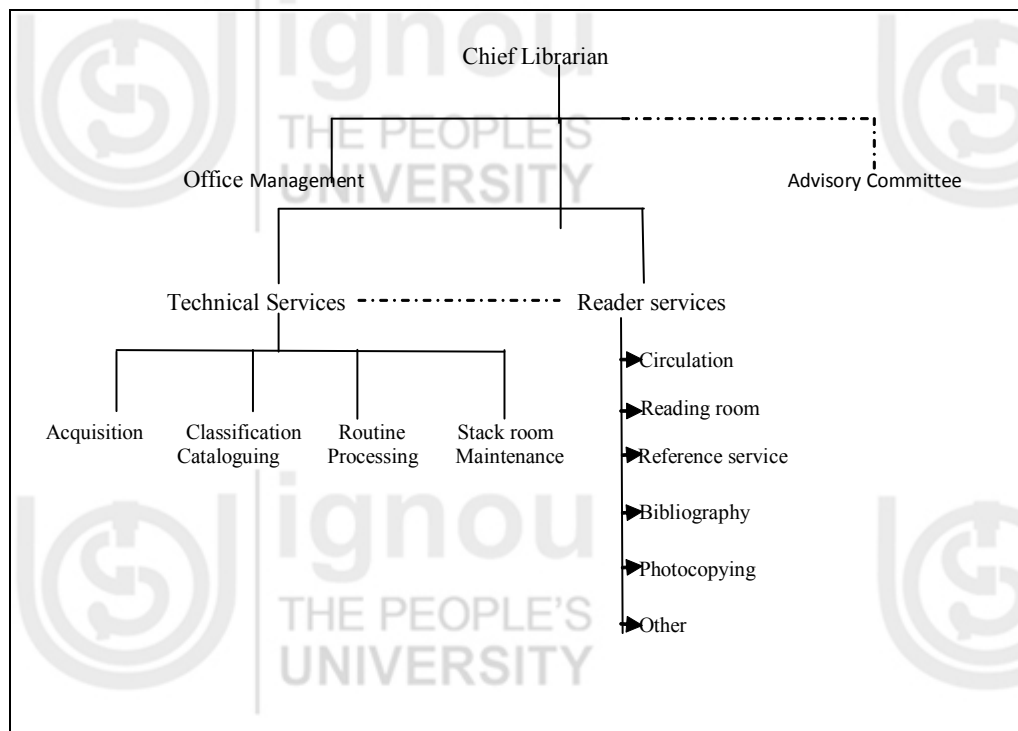 ignou
Chief Librarian
THE PEOPLE'S
UNIVERSITY
Office Management
Advisory Committee
Technical Services
Reader services
Circulation
Reading room
Acquisition
Classification
Cataloguing
Routine
Processing
Stack room
Maintenance
Reference service
ignou
Bibliography
Photocopying
THE PEOPLE'S
UNIVERSITY
Other